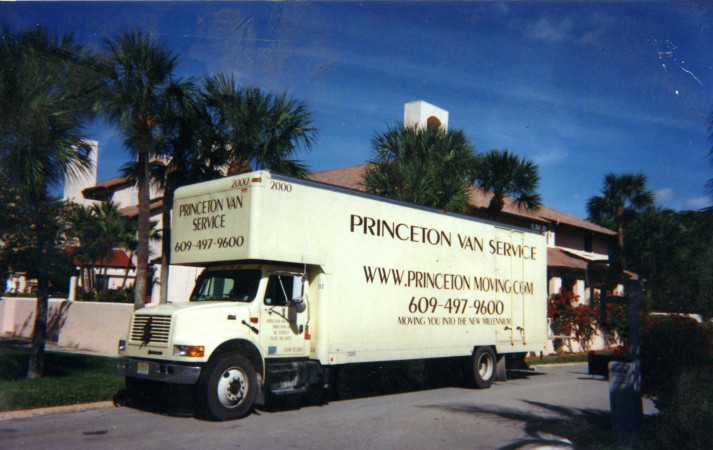 2000
2000
PRINCETON VAN
SERVICE
609-497-9600
PRINCETON VAN SERVICE
WWW.PRINCETON MOVING.COM
609-497-9600
MOVING YOU INTO THE NEW MILLENNIUM